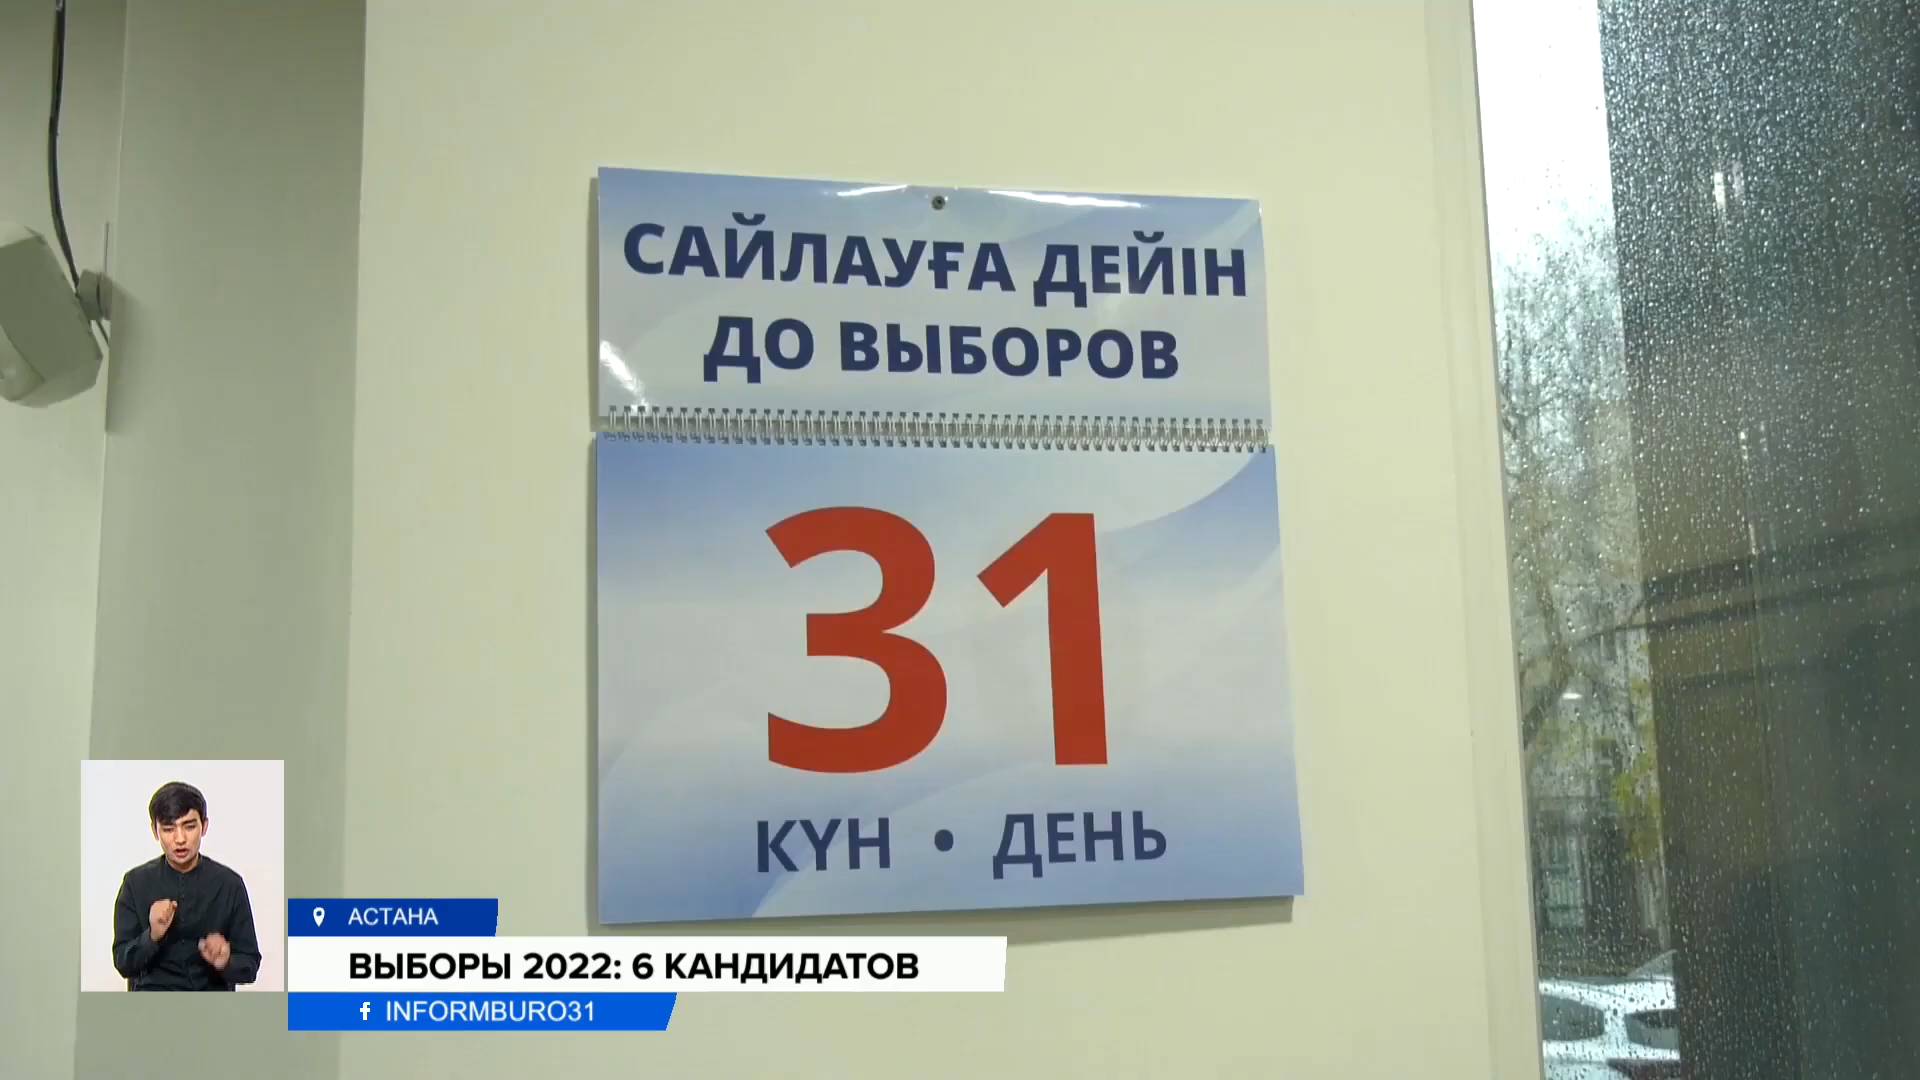 САЙЛАУҒА ДЕЙІН
ДО ВЫБОРОВ
31
КҮН • ДЕНЬ
АСТАНА
ВЫБОРЫ 2022: 6 КАНДИДАТОВ
INFORMBURO31